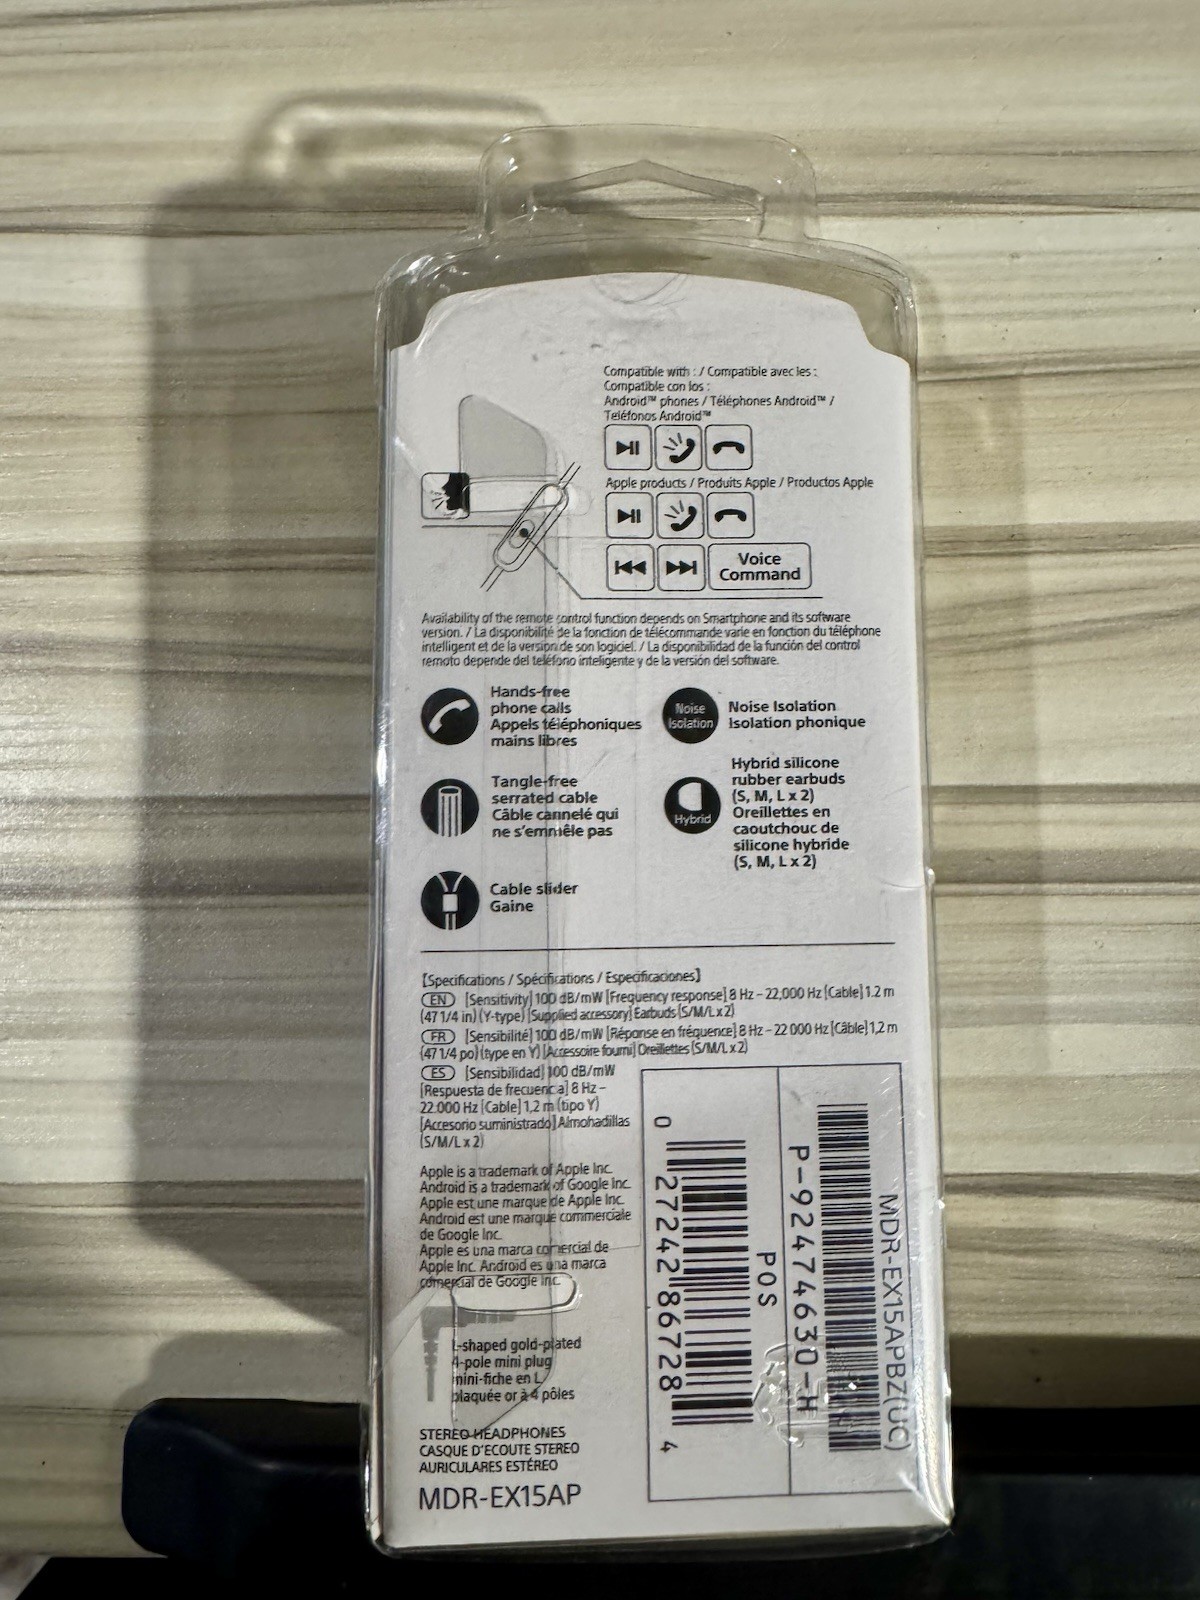 Compatible with : / Compatible avec les :
Compatible con los :
Android™ phones / Téléphones Android™ /
Teléfonos Android™
Apple products / Produits Apple / Productos Apple
Voice
Command
Availability of the remote control function depends on Smartphone and its software
version. / La disponibilité de la fonction de télécommande varie en fonction du téléphone
intelligent et de la version de son logiciel. / La disponibilidad de la función del control
remoto depende del teléfono inteligente y de la versión del software.
Hands-free
phone calls
Appels téléphoniques
mains libres
Noise
Isolation
Noise Isolation
Isolation phonique
Tangle-free
serrated cable
Câble cannelé qui
ne s'emmêle pas
Hybrid
Hybrid silicone
rubber earbuds
(S, M, L x 2)
Oreillettes en
caoutchouc de
silicone hybride
(S, M, L x 2)
Cable slider
Gaine
[Specifications / Spécifications / Especificaciones]
EN [Sensitivity] 100 dB/mW [Frequency response] 8 Hz – 22,000 Hz [Cable] 1.2 m
(47 1/4 in) (Y-type) [Supplied accessory] Earbuds (S/M/L x 2)
FR [Sensibilité] 100 dB/mW [Réponse en fréquence] 8 Hz – 22 000 Hz [Câble] 1,2 m
(47 1/4 po) (type en Y) [Accessoire fourni] Oreillettes (S/M/L x 2)
ES [Sensibilidad] 100 dB/mW
[Respuesta de frecuencia] 8 Hz –
22.000 Hz [Cable] 1,2 m (tipo Y)
[Accesorio suministrado] Almohadillas
(S/M/L x 2)
Apple is a trademark of Apple Inc.
Android is a trademark of Google Inc.
Apple est une marque de Apple Inc.
Android est une marque commerciale
de Google Inc.
Apple es una marca comercial de
Apple Inc. Android es una marca
comercial de Google Inc.
L-shaped gold-plated
4-pole mini plug
mini-fiche en L
plaquée or à 4 pôles
STEREO HEADPHONES
CASQUE D'ECOUTE STEREO
AURICULARES ESTÉREO
MDR-EX15AP
MDR-EX15APBZ(UC)
P-92474630-H
POS
0 27242 86728 4